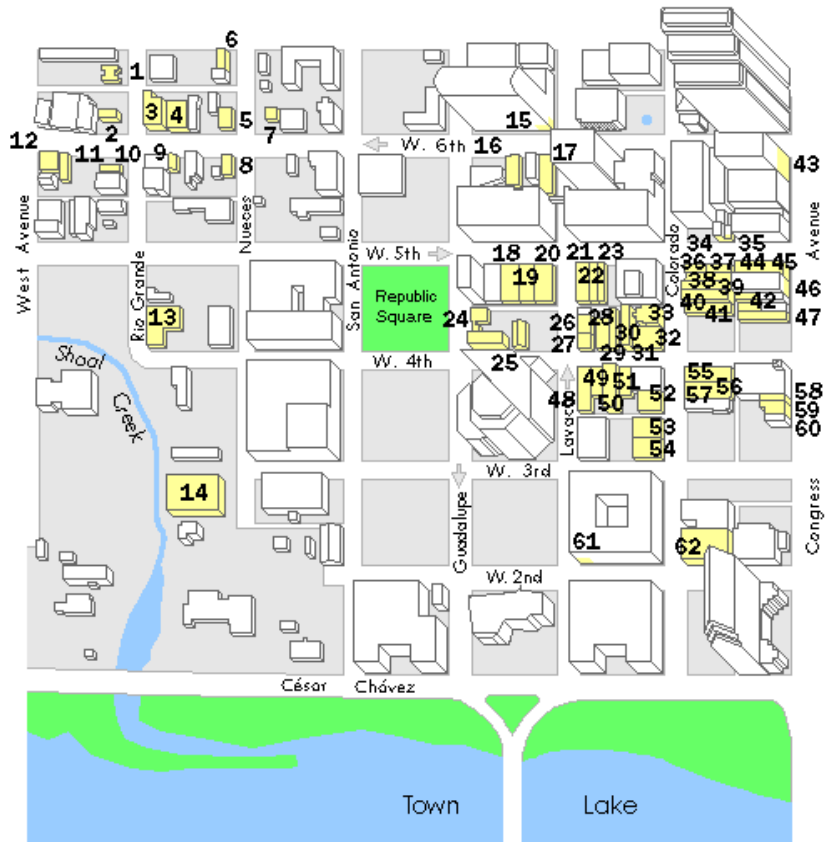 6
1
3 4
2 5 7
15
12 11 10 9 8
W. 6th
16 17
43
West Avenue
Rio Grande
Nueces
San Antonio
W. 5th
Colorado
Avenue
34 35
18 19 20 21 22 23
36 37 44 45
38 39 46
40 41 42 47
Republic
Square
13
24 25
26 28 30 33
27 29 31 32
W. 4th
Shoal
Creek
48 49 51 52
50
55 56 58
57 59
60
53
54
Lavaca
W. 3rd
14
Guadalupe
Congress
61 62
W. 2nd
César Chávez
Town Lake